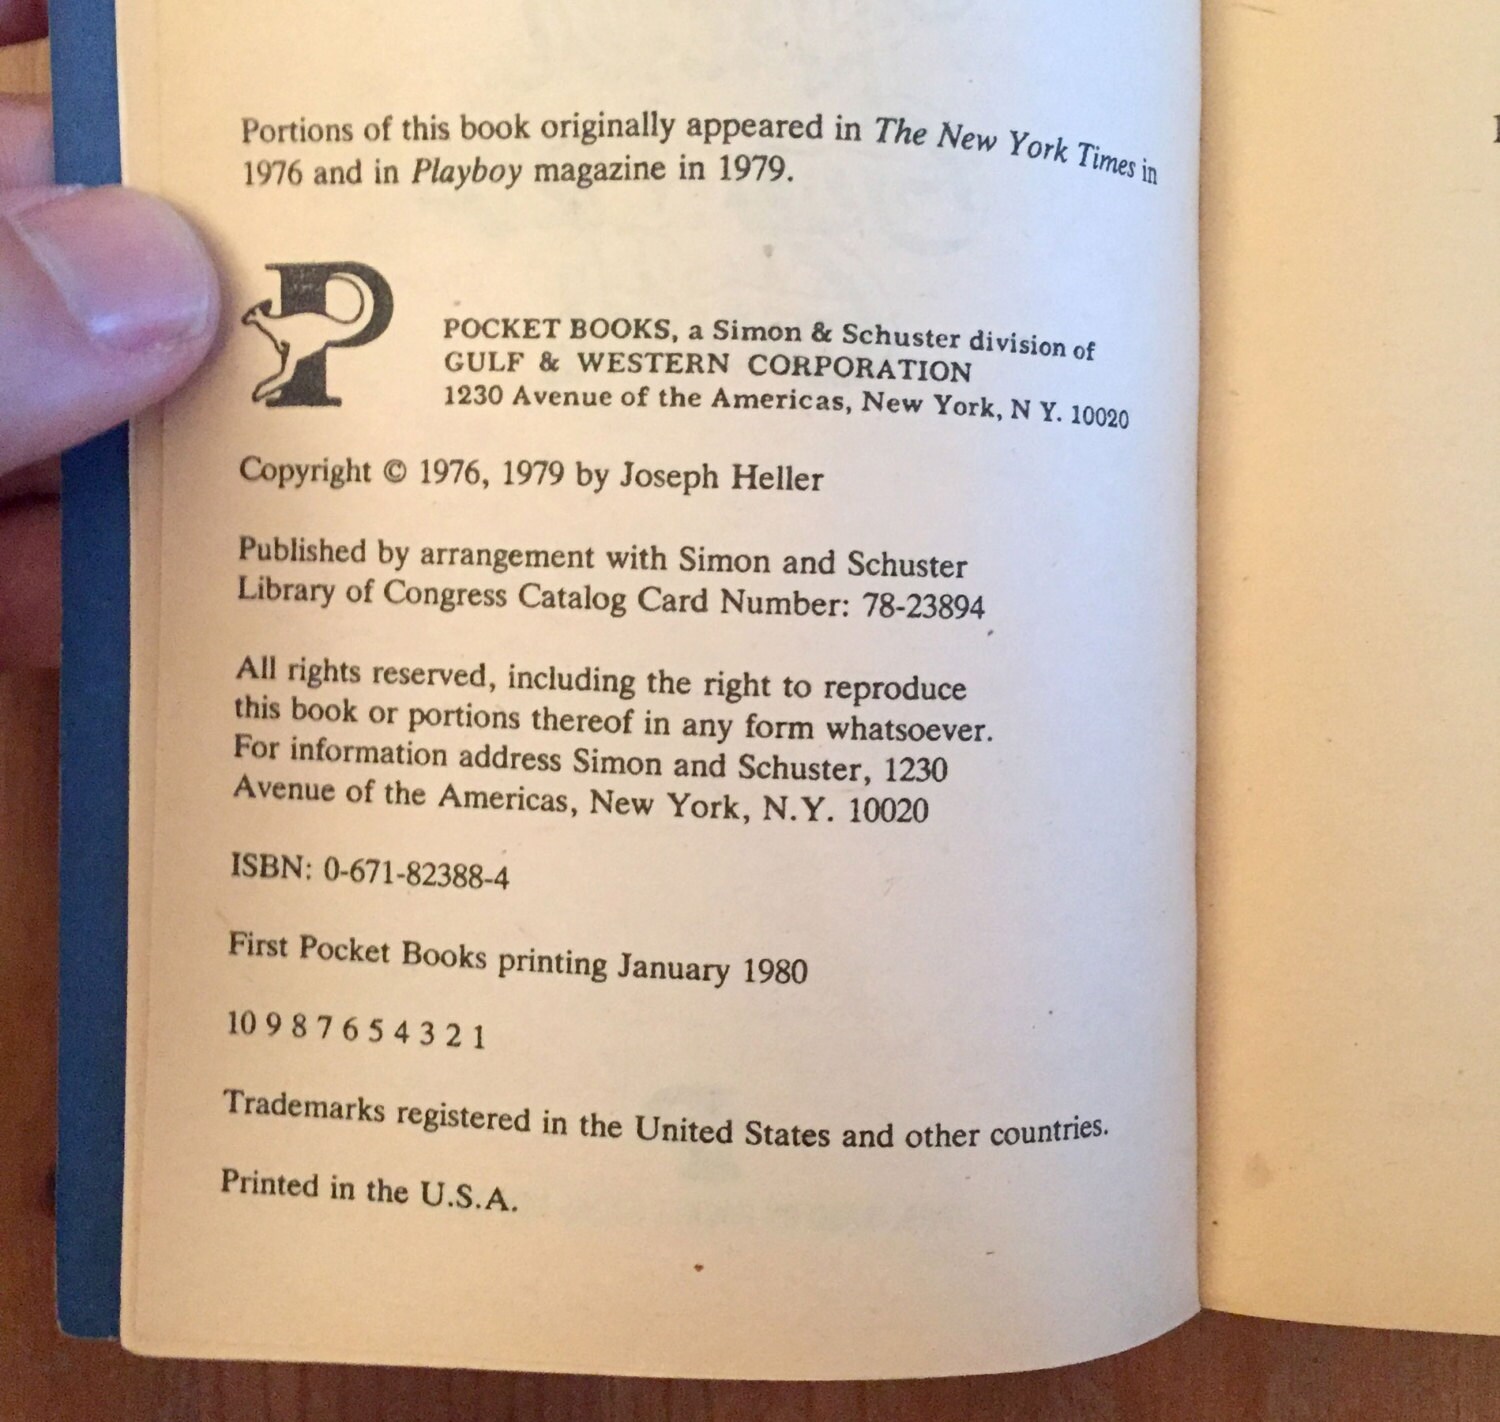 Portions of this book originally appeared in The New York Times in
1976 and in Playboy magazine in 1979.
P
POCKET BOOKS, a Simon & Schuster division of
GULF & WESTERN CORPORATION
1230 Avenue of the Americas, New York, N Y. 10020
Copyright © 1976, 1979 by Joseph Heller
Published by arrangement with Simon and Schuster
Library of Congress Catalog Card Number: 78-23894
All rights reserved, including the right to reproduce
this book or portions thereof in any form whatsoever.
For information address Simon and Schuster, 1230
Avenue of the Americas, New York, N.Y. 10020
ISBN: 0-671-82388-4
First Pocket Books printing January 1980
10 9 8 7 6 5 4 3 2 1
Trademarks registered in the United States and other countries.
Printed in the U.S.A.